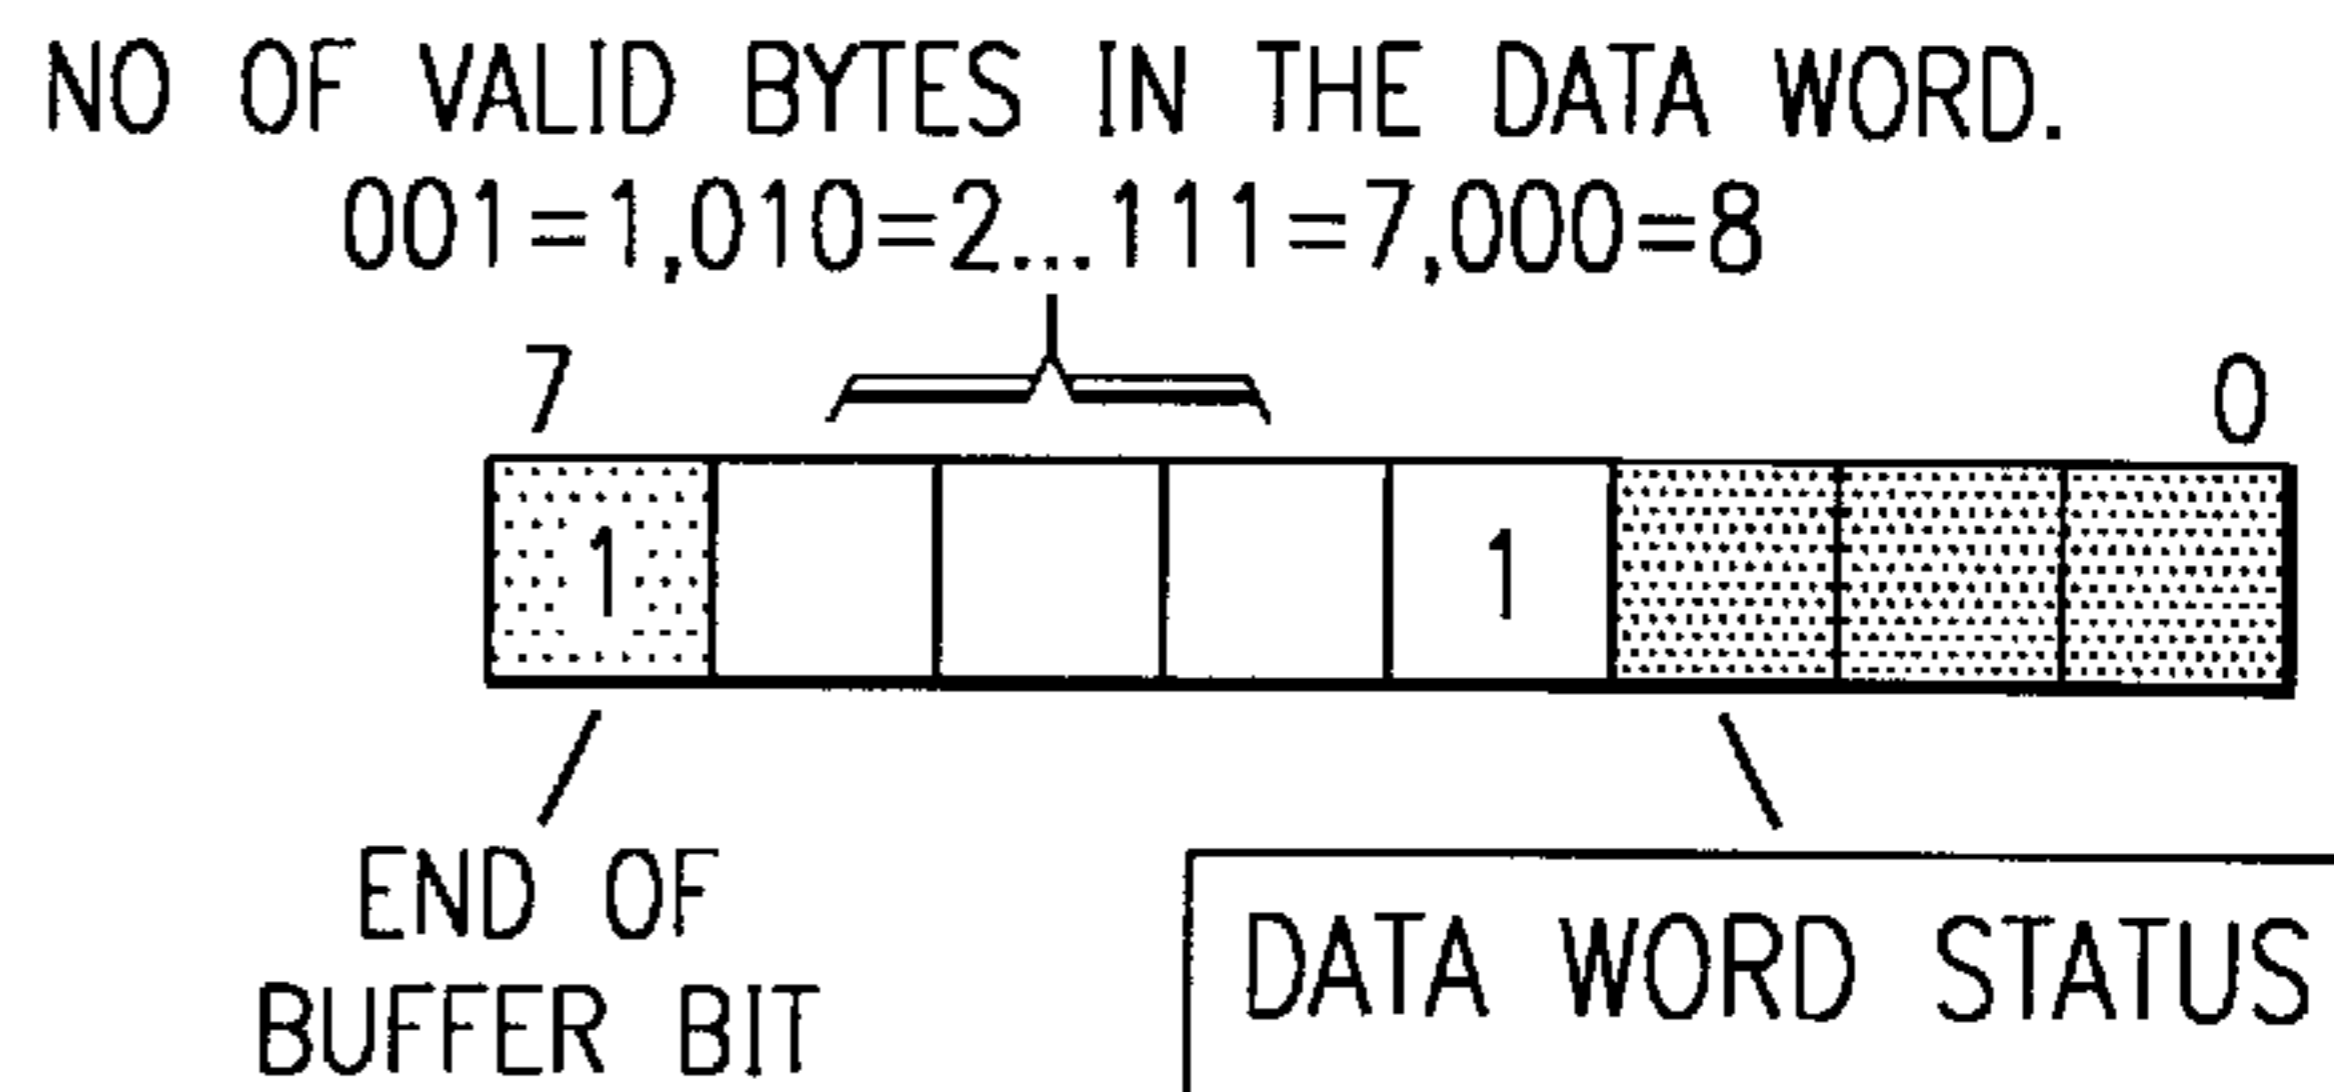 NO OF VALID BYTES IN THE DATA WORD.
001=1,010=2...111=7,000=8
7 0
1 1
END OF
BUFFER BIT
DATA WORD STATUS